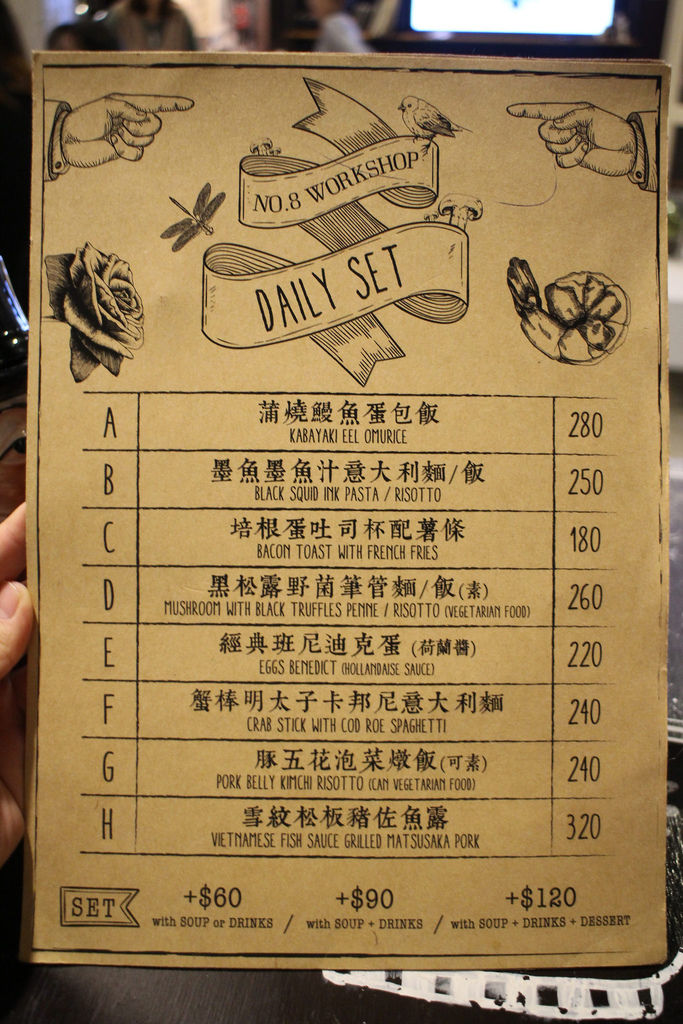 NO.8 WORKSHOP
DAILY SET
A 蒲燒鰻魚蛋包飯 280
KABAYAKI EEL OMURICE
B 墨魚墨魚汁意大利麵/飯 250
BLACK SQUID INK PASTA / RISOTTO
C 培根蛋吐司杯配薯條 180
BACON TOAST WITH FRENCH FRIES
D 黑松露野菌筆管麵/飯(素) 260
MUSHROOM WITH BLACK TRUFFLES PENNE / RISOTTO (VEGETARIAN FOOD)
E 經典班尼迪克蛋 (荷蘭醬) 220
EGGS BENEDICT (HOLLANDAISE SAUCE)
F 蟹棒明太子卡邦尼意大利麵 240
CRAB STICK WITH COD ROE SPAGHETTI
G 豚五花泡菜燉飯(可素) 240
PORK BELLY KIMCHI RISOTTO (CAN VEGETARIAN FOOD)
H 雪紋松板豬佐魚露 320
VIETNAMESE FISH SAUCE GRILLED MATSUSAKA PORK
SET +$60 +$90 +$120
with SOUP or DRINKS / with SOUP + DRINKS / with SOUP + DRINKS + DESSERT